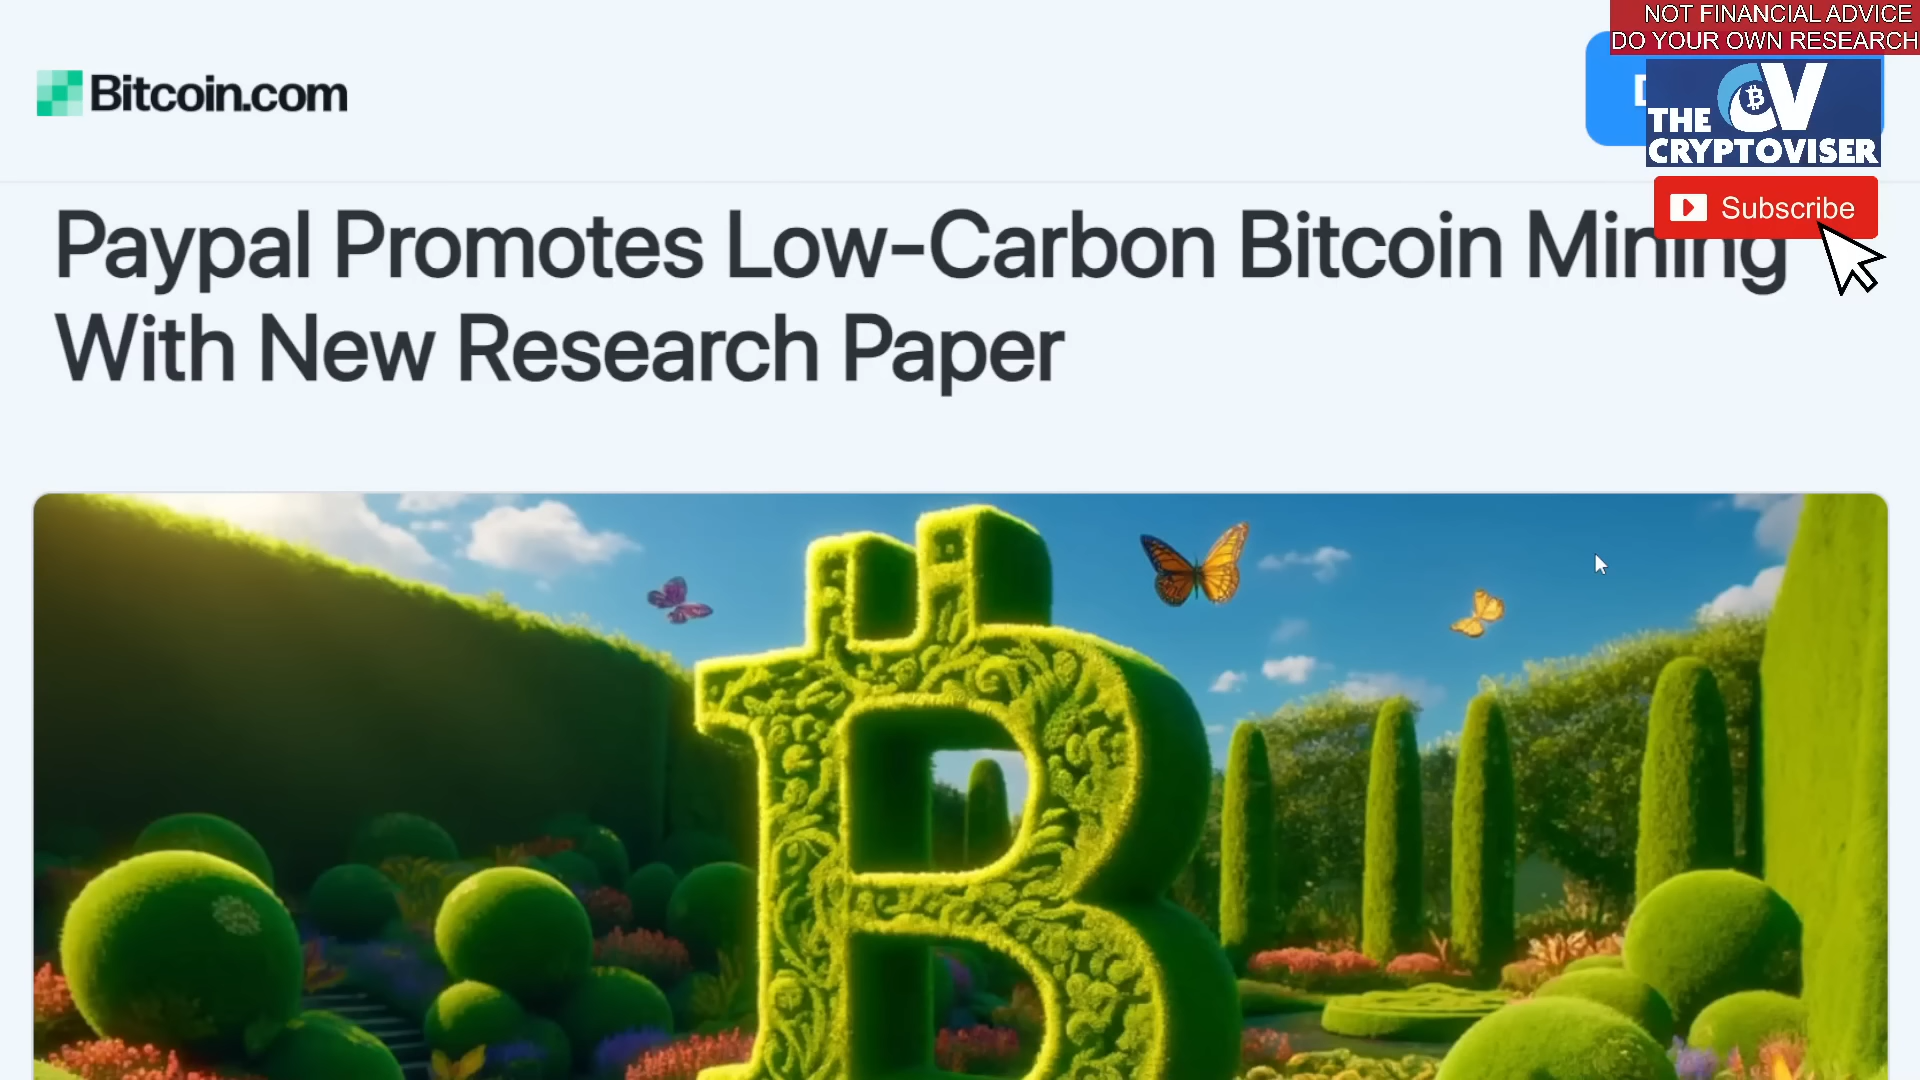 NOT FINANCIAL ADVICE
DO YOUR OWN RESEARCH
Bitcoin.com
THE CV
CRYPTOVISER
Subscribe
Paypal Promotes Low-Carbon Bitcoin Mining
With New Research Paper